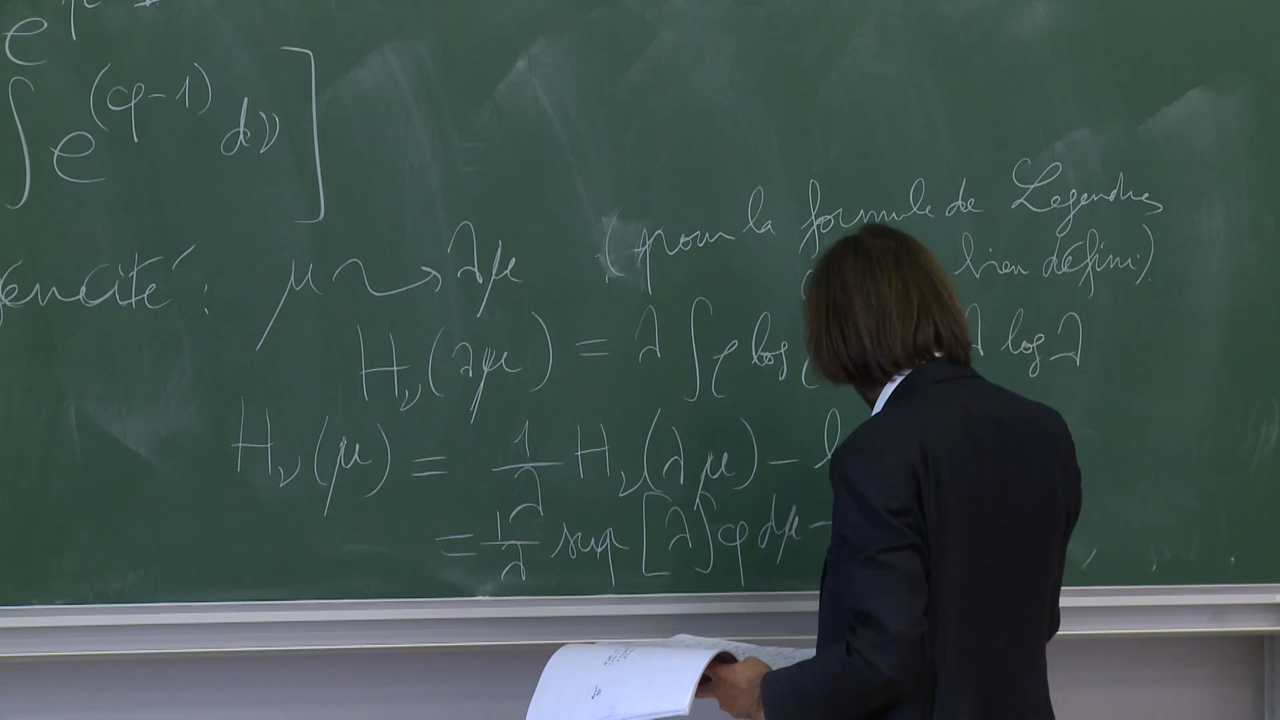 ∫ e^(φ-1) dν ]
(pour la formule de Legendre
bien défini)
μ ⇝ λμ
H_ν(λμ) = λ ∫ρ log λ log λ
H_ν(μ) = 1/λ H_ν(λμ) -
= 1/λ sup [λ∫φ dμ -